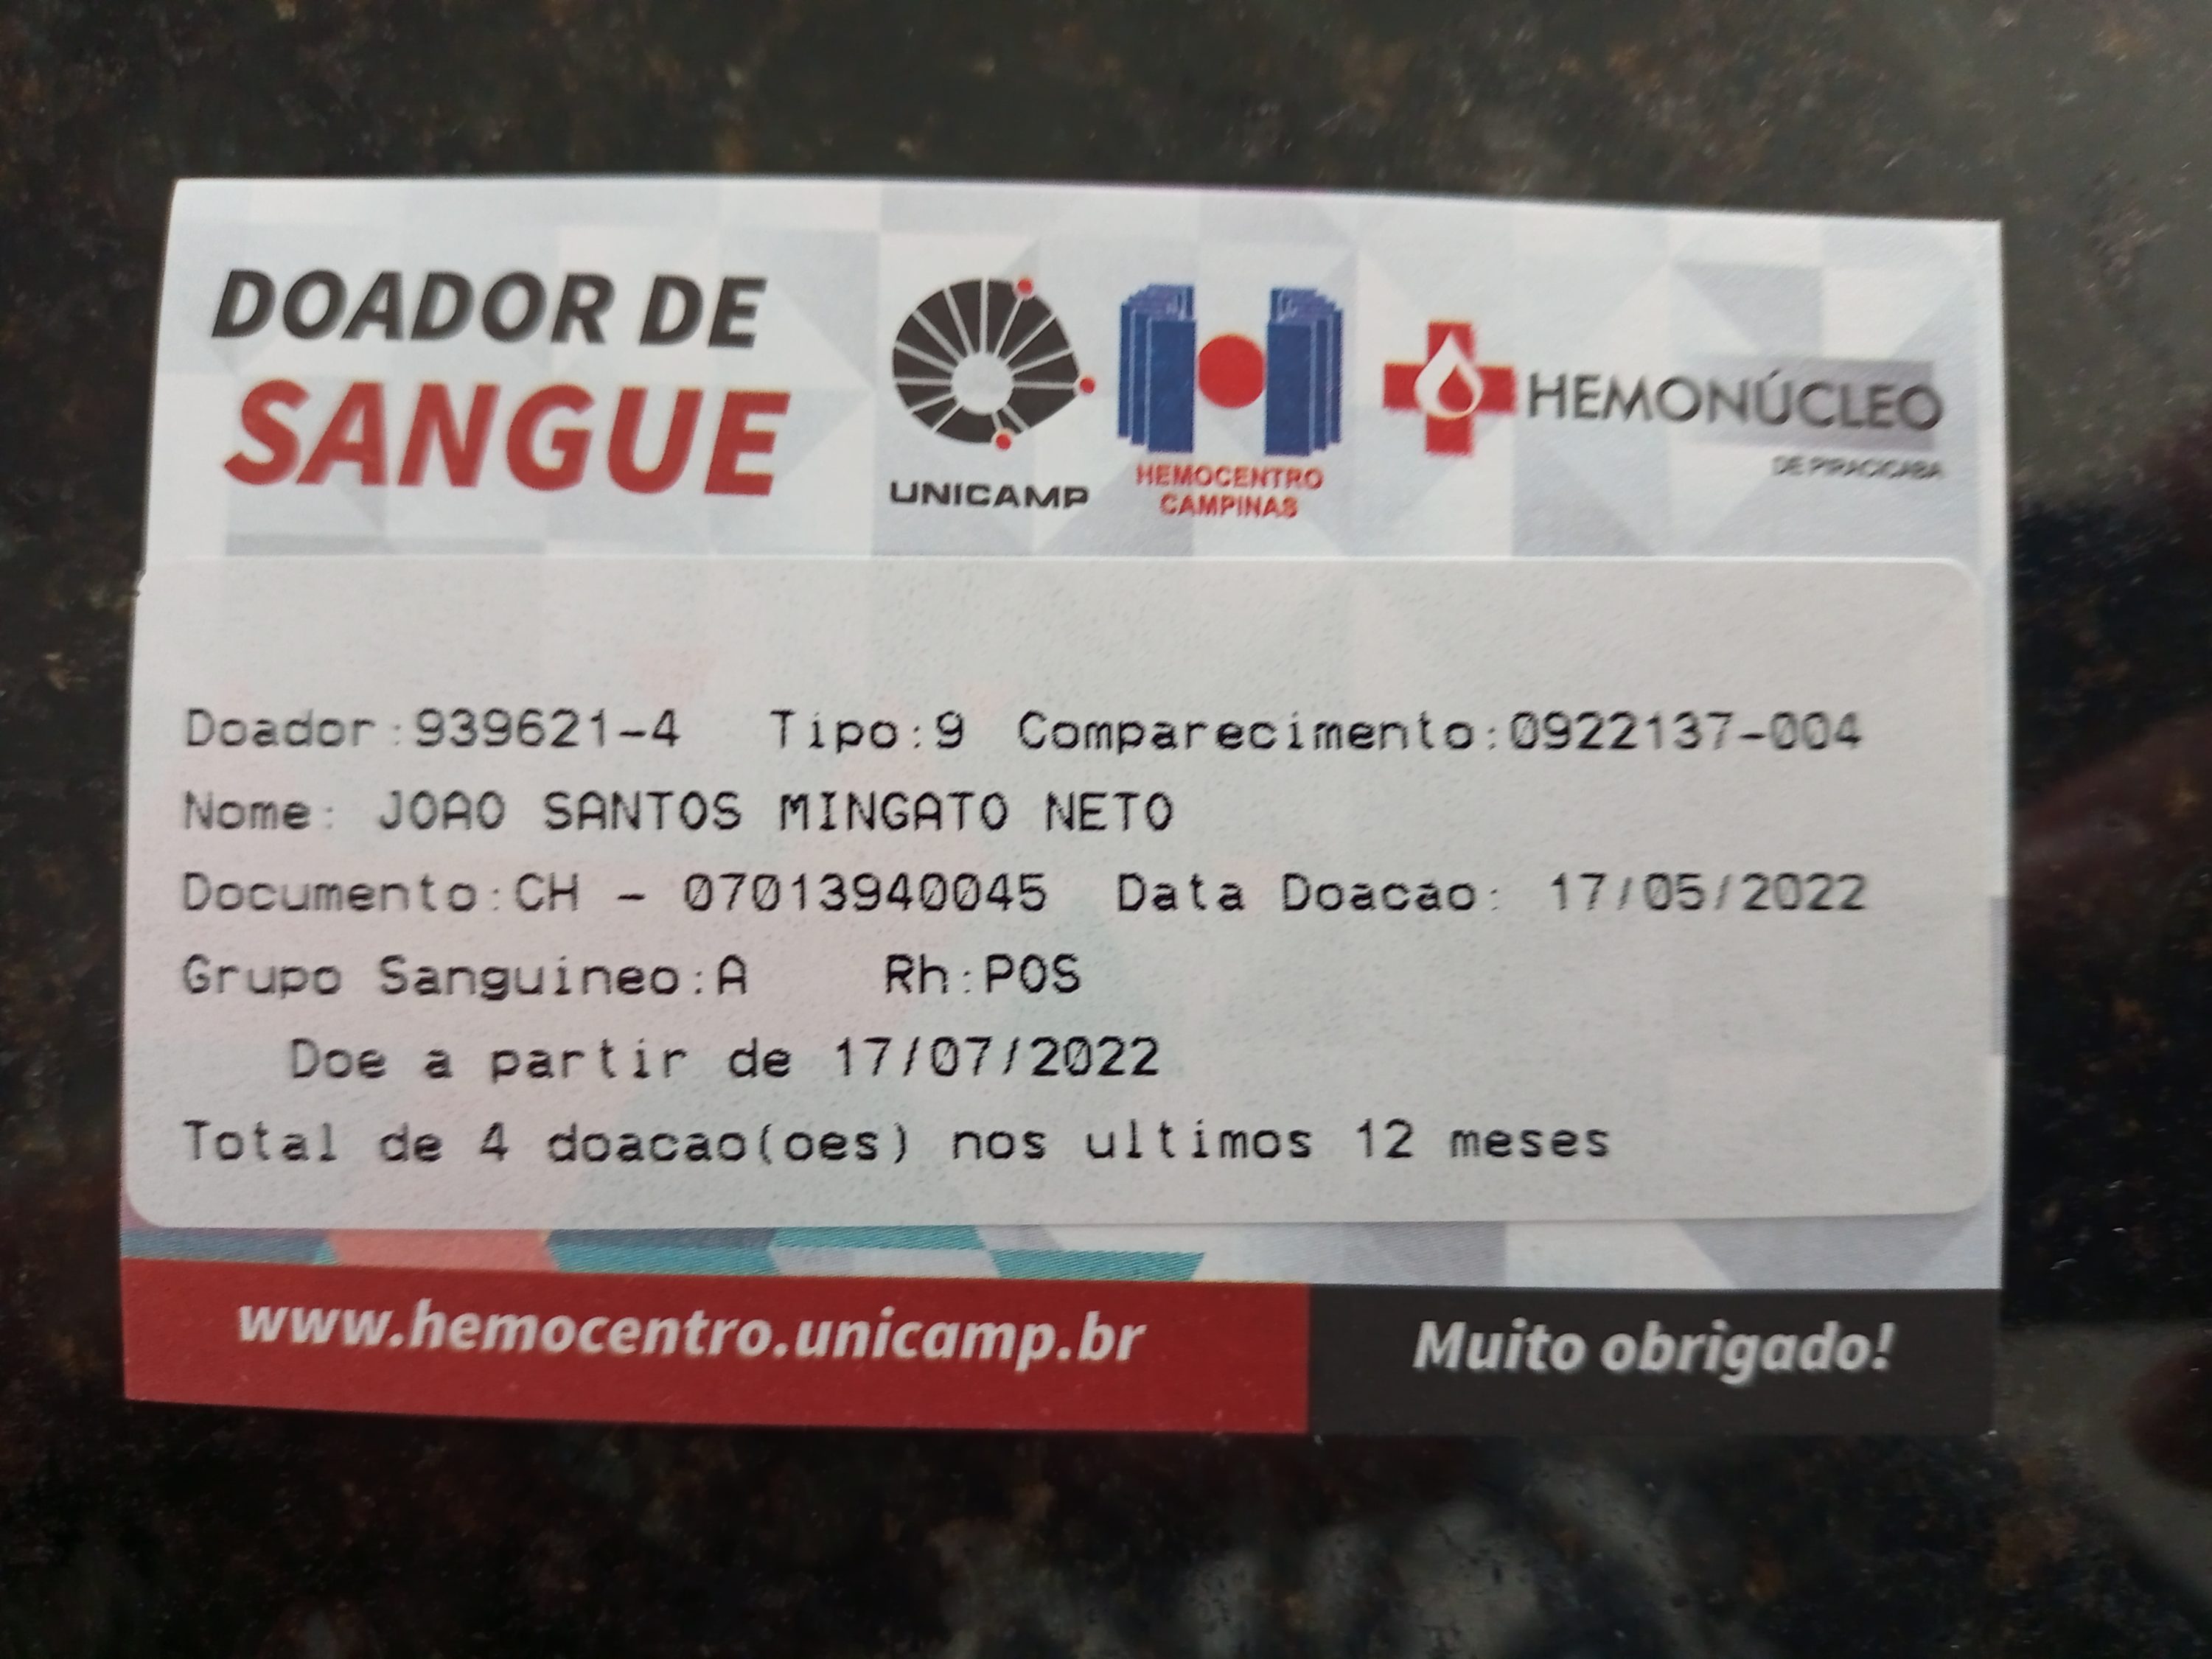 DOADOR DE
SANGUE
UNICAMP
HEMOCENTRO
CAMPINAS
HEMONÚCLEO
DE PIRACICABA
Doador:939621-4 Tipo:9 Comparecimento:0922137-004
Nome: JOAO SANTOS MINGATO NETO
Documento:CH - 07013940045 Data Doacao: 17/05/2022
Grupo Sanguineo:A Rh:POS
Doe a partir de 17/07/2022
Total de 4 doacao(oes) nos ultimos 12 meses
www.hemocentro.unicamp.br
Muito obrigado!